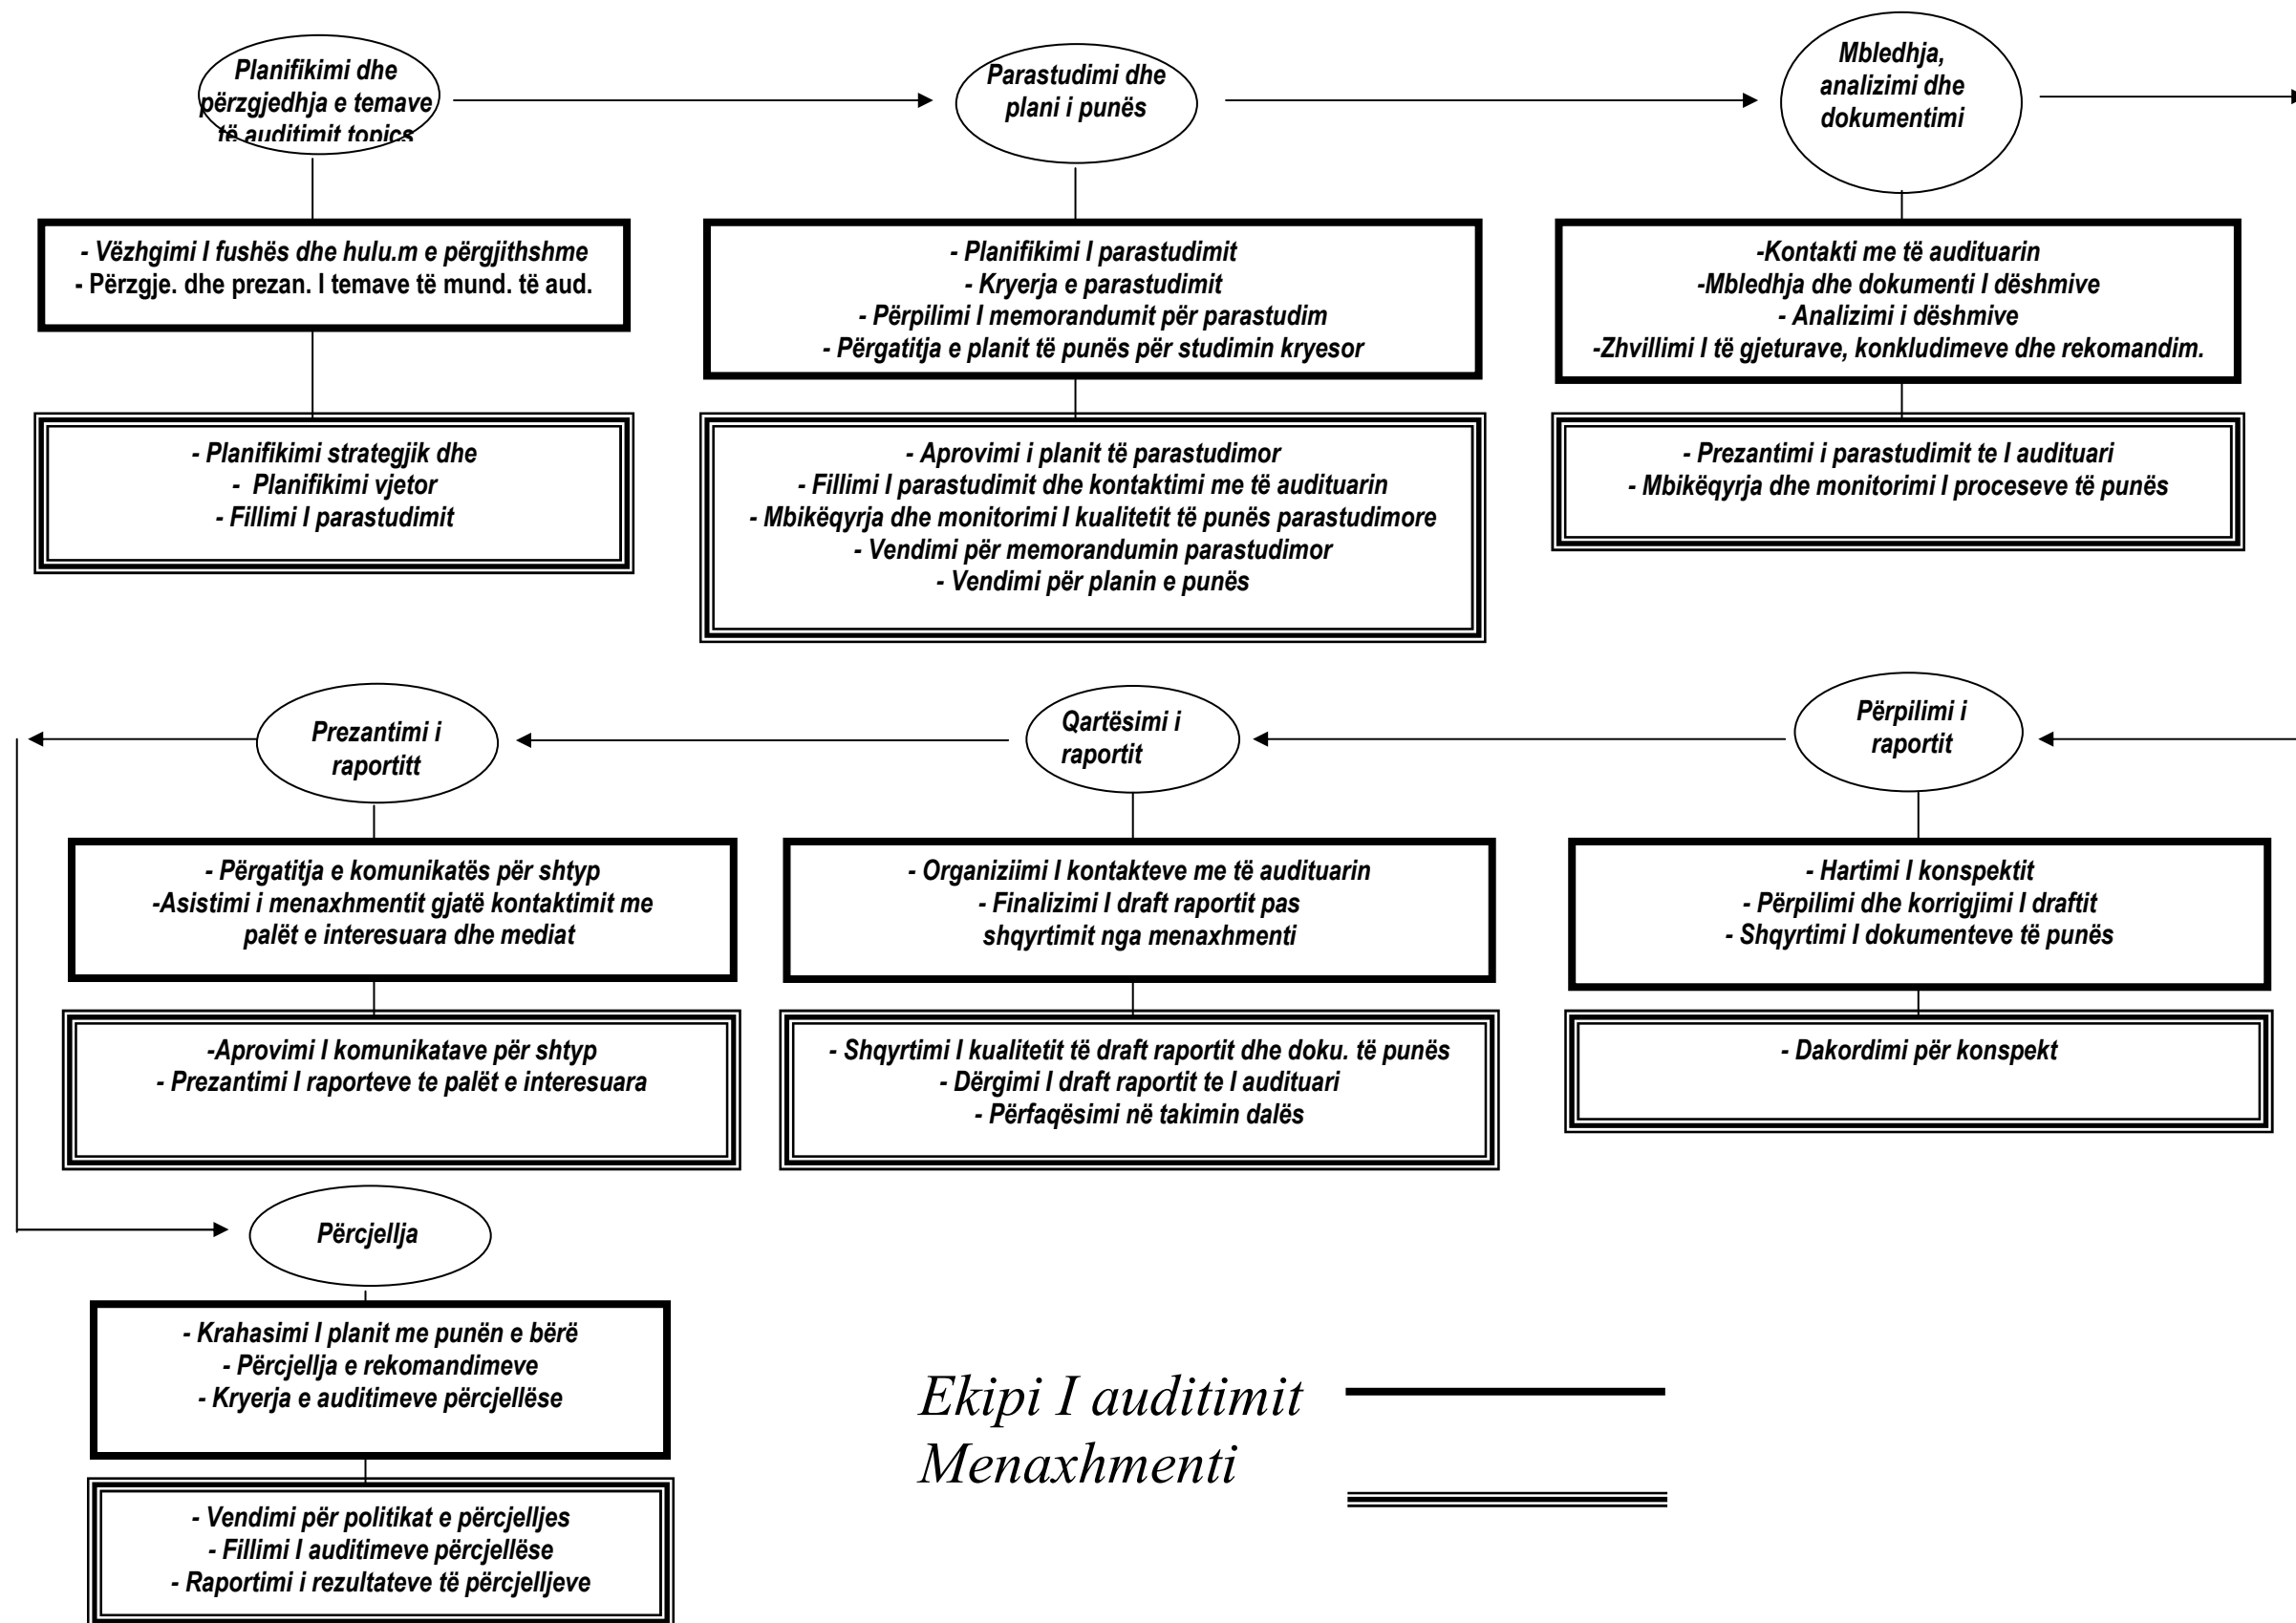 Planifikimi dhe
përzgjedhja e temave
të auditimit topics
Parastudimi dhe
plani i punës
Mbledhja,
analizimi dhe
dokumentimi
- Vëzhgimi I fushës dhe hulu.m e përgjithshme
- Përzgje. dhe prezan. I temave të mund. të aud.
- Planifikimi I parastudimit
- Kryerja e parastudimit
- Përpilimi I memorandumit për parastudim
- Përgatitja e planit të punës për studimin kryesor
-Kontakti me të audituarin
-Mbledhja dhe dokumenti I dëshmive
- Analizimi i dëshmive
-Zhvillimi I të gjeturave, konkludimeve dhe rekomandim.
- Planifikimi strategjik dhe
- Planifikimi vjetor
- Fillimi I parastudimit
- Aprovimi i planit të parastudimor
- Fillimi I parastudimit dhe kontaktimi me të audituarin
- Mbikëqyrja dhe monitorimi I kualitetit të punës parastudimore
- Vendimi për memorandumin parastudimor
- Vendimi për planin e punës
- Prezantimi i parastudimit te I audituari
- Mbikëqyrja dhe monitorimi I proceseve të punës
Prezantimi i
raportitt
Qartësimi i
raportit
Përpilimi i
raportit
- Përgatitja e komunikatës për shtyp
-Asistimi i menaxhmentit gjatë kontaktimit me
palët e interesuara dhe mediat
- Organiziimi I kontakteve me të audituarin
- Finalizimi I draft raportit pas
shqyrtimit nga menaxhmenti
- Hartimi I konspektit
- Përpilimi dhe korrigjimi I draftit
- Shqyrtimi I dokumenteve të punës
-Aprovimi I komunikatave për shtyp
- Prezantimi I raporteve te palët e interesuara
- Shqyrtimi I kualitetit të draft raportit dhe doku. të punës
- Dërgimi I draft raportit te I audituari
- Përfaqësimi në takimin dalës
- Dakordimi për konspekt
Përcjellja
- Krahasimi I planit me punën e bërë
- Përcjellja e rekomandimeve
- Kryerja e auditimeve përcjellëse
- Vendimi për politikat e përcjelljes
- Fillimi I auditimeve përcjellëse
- Raportimi i rezultateve të përcjelljeve
Ekipi I auditimit
Menaxhmenti